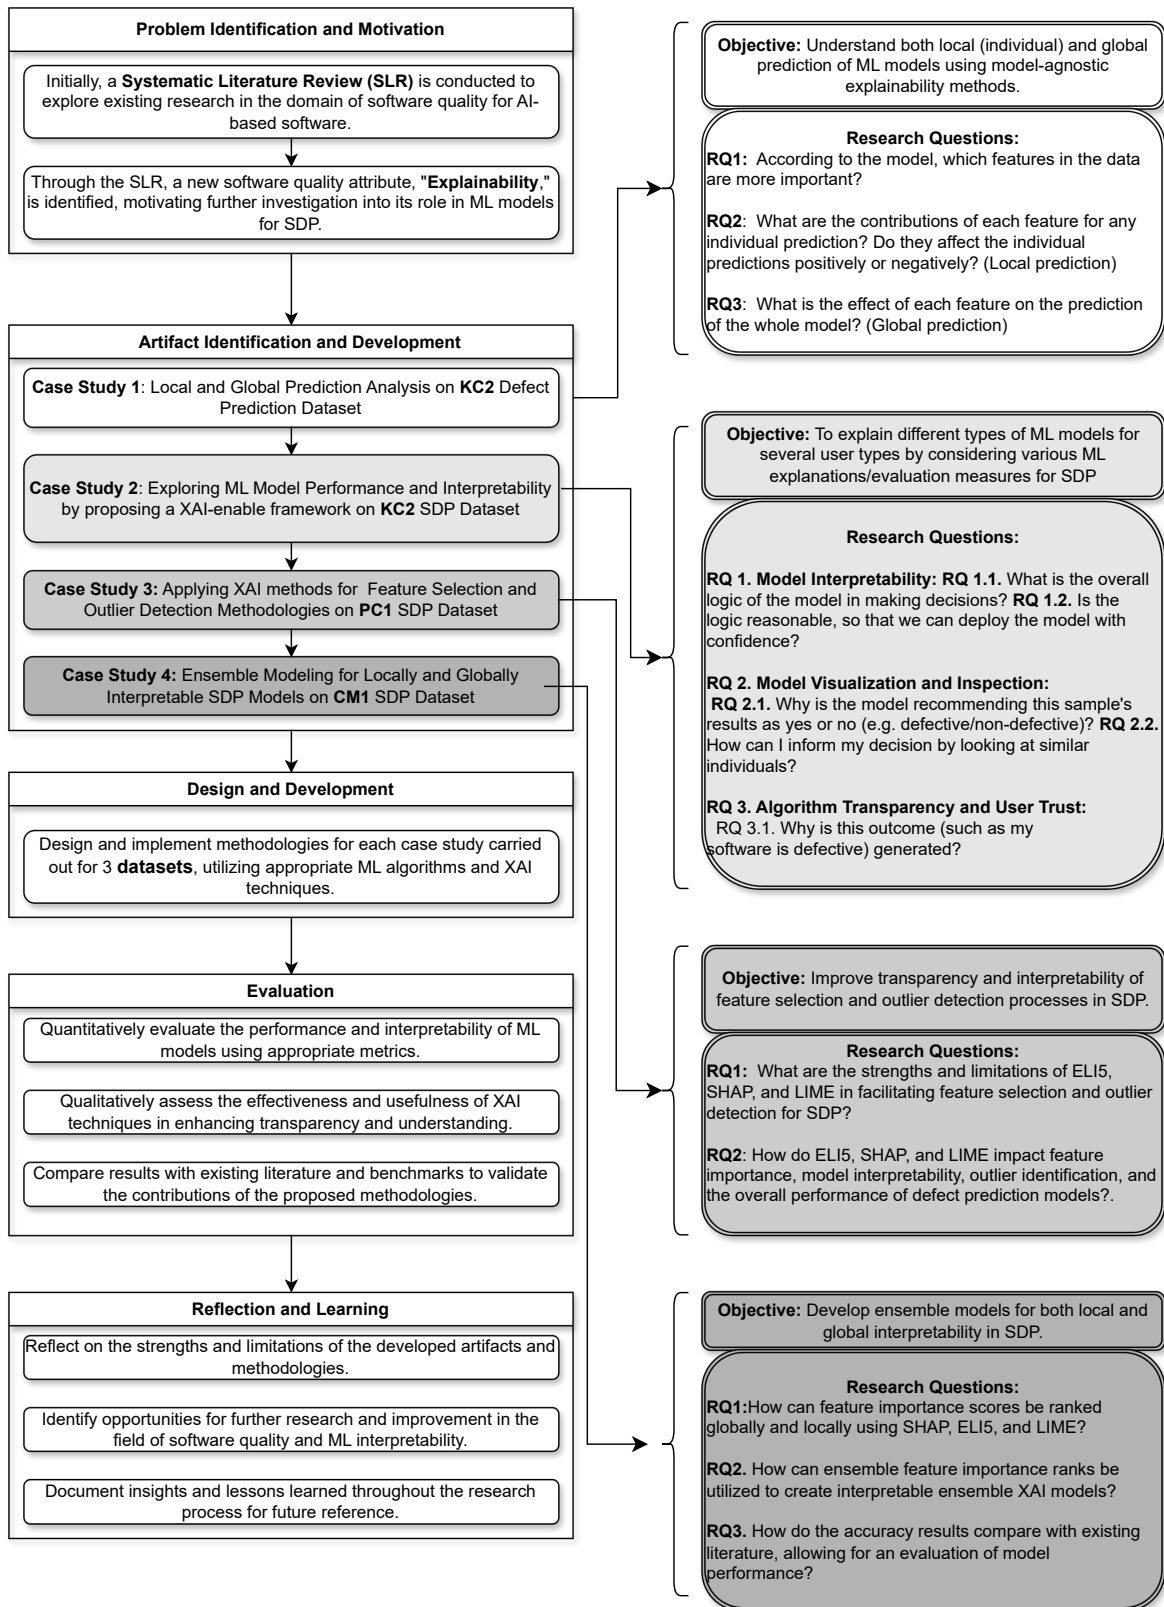 Problem Identification and Motivation
Initially, a Systematic Literature Review (SLR) is conducted to
explore existing research in the domain of software quality for AI-
based software.
Through the SLR, a new software quality attribute, "Explainability,"
is identified, motivating further investigation into its role in ML models
for SDP.
Artifact Identification and Development
Case Study 1: Local and Global Prediction Analysis on KC2 Defect
Prediction Dataset
Case Study 2: Exploring ML Model Performance and Interpretability
by proposing a XAI-enable framework on KC2 SDP Dataset
Case Study 3: Applying XAI methods for Feature Selection and
Outlier Detection Methodologies on PC1 SDP Dataset
Case Study 4: Ensemble Modeling for Locally and Globally
Interpretable SDP Models on CM1 SDP Dataset
Design and Development
Design and implement methodologies for each case study carried
out for 3 datasets, utilizing appropriate ML algorithms and XAI
techniques.
Evaluation
Quantitatively evaluate the performance and interpretability of ML
models using appropriate metrics.
Qualitatively assess the effectiveness and usefulness of XAI
techniques in enhancing transparency and understanding.
Compare results with existing literature and benchmarks to validate
the contributions of the proposed methodologies.
Reflection and Learning
Reflect on the strengths and limitations of the developed artifacts and
methodologies.
Identify opportunities for further research and improvement in the
field of software quality and ML interpretability.
Document insights and lessons learned throughout the research
process for future reference.
Objective: Understand both local (individual) and global
prediction of ML models using model-agnostic
explainability methods.
Research Questions:
RQ1: According to the model, which features in the data
are more important?
RQ2: What are the contributions of each feature for any
individual prediction? Do they affect the individual
predictions positively or negatively? (Local prediction)
RQ3: What is the effect of each feature on the prediction
of the whole model? (Global prediction)
Objective: To explain different types of ML models for
several user types by considering various ML
explanations/evaluation measures for SDP
Research Questions:
RQ 1. Model Interpretability: RQ 1.1. What is the overall
logic of the model in making decisions? RQ 1.2. Is the
logic reasonable, so that we can deploy the model with
confidence?
RQ 2. Model Visualization and Inspection:
RQ 2.1. Why is the model recommending this sample's
results as yes or no (e.g. defective/non-defective)? RQ 2.2.
How can I inform my decision by looking at similar
individuals?
RQ 3. Algorithm Transparency and User Trust:
RQ 3.1. Why is this outcome (such as my
software is defective) generated?
Objective: Improve transparency and interpretability of
feature selection and outlier detection processes in SDP.
Research Questions:
RQ1: What are the strengths and limitations of ELI5,
SHAP, and LIME in facilitating feature selection and outlier
detection for SDP?
RQ2: How do ELI5, SHAP, and LIME impact feature
importance, model interpretability, outlier identification, and
the overall performance of defect prediction models?.
Objective: Develop ensemble models for both local and
global interpretability in SDP.
Research Questions:
RQ1:How can feature importance scores be ranked
globally and locally using SHAP, ELI5, and LIME?
RQ2. How can ensemble feature importance ranks be
utilized to create interpretable ensemble XAI models?
RQ3. How do the accuracy results compare with existing
literature, allowing for an evaluation of model
performance?